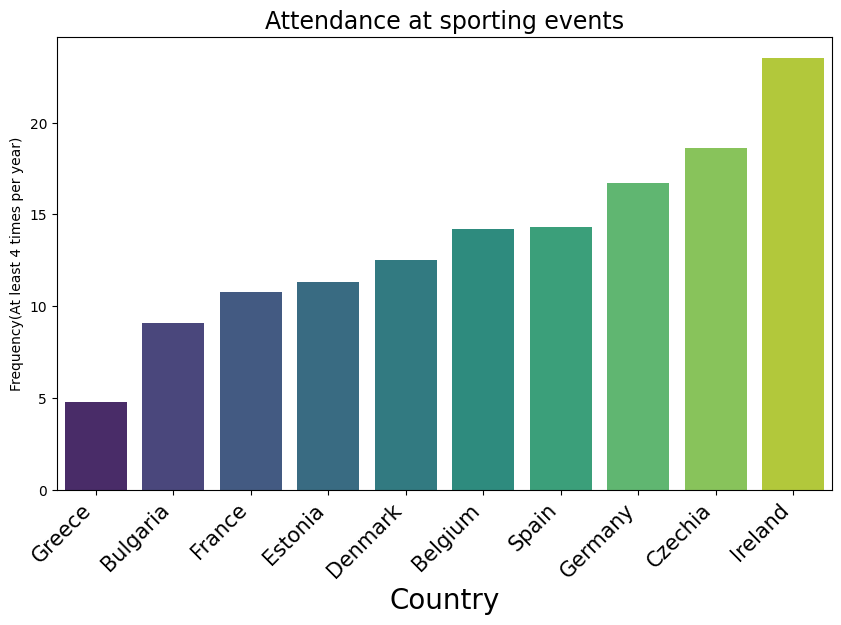 Attendance at sporting events
Frequency(At least 4 times per year)
20
15
10
5
0
Greece
Bulgaria
France
Estonia
Denmark
Belgium
Spain
Germany
Czechia
Ireland
Country